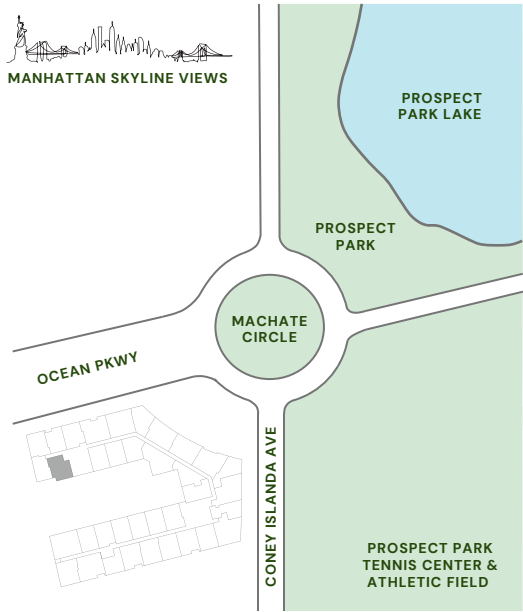 MANHATTAN SKYLINE VIEWS
PROSPECT
PARK LAKE
PROSPECT
PARK
MACHATE
CIRCLE
OCEAN PKWY
CONEY ISLANDA AVE
PROSPECT PARK
TENNIS CENTER &
ATHLETIC FIELD